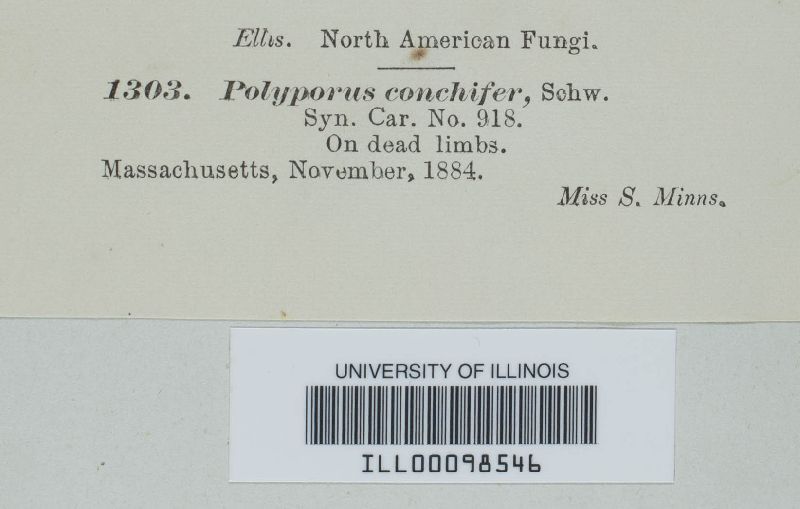 Ellis. North American Fungi.
1303. Polyporus conchifer, Schw.
Syn. Car. No. 918.
On dead limbs.
Massachusetts, November, 1884.
Miss S. Minns.
UNIVERSITY OF ILLINOIS
ILL00098546